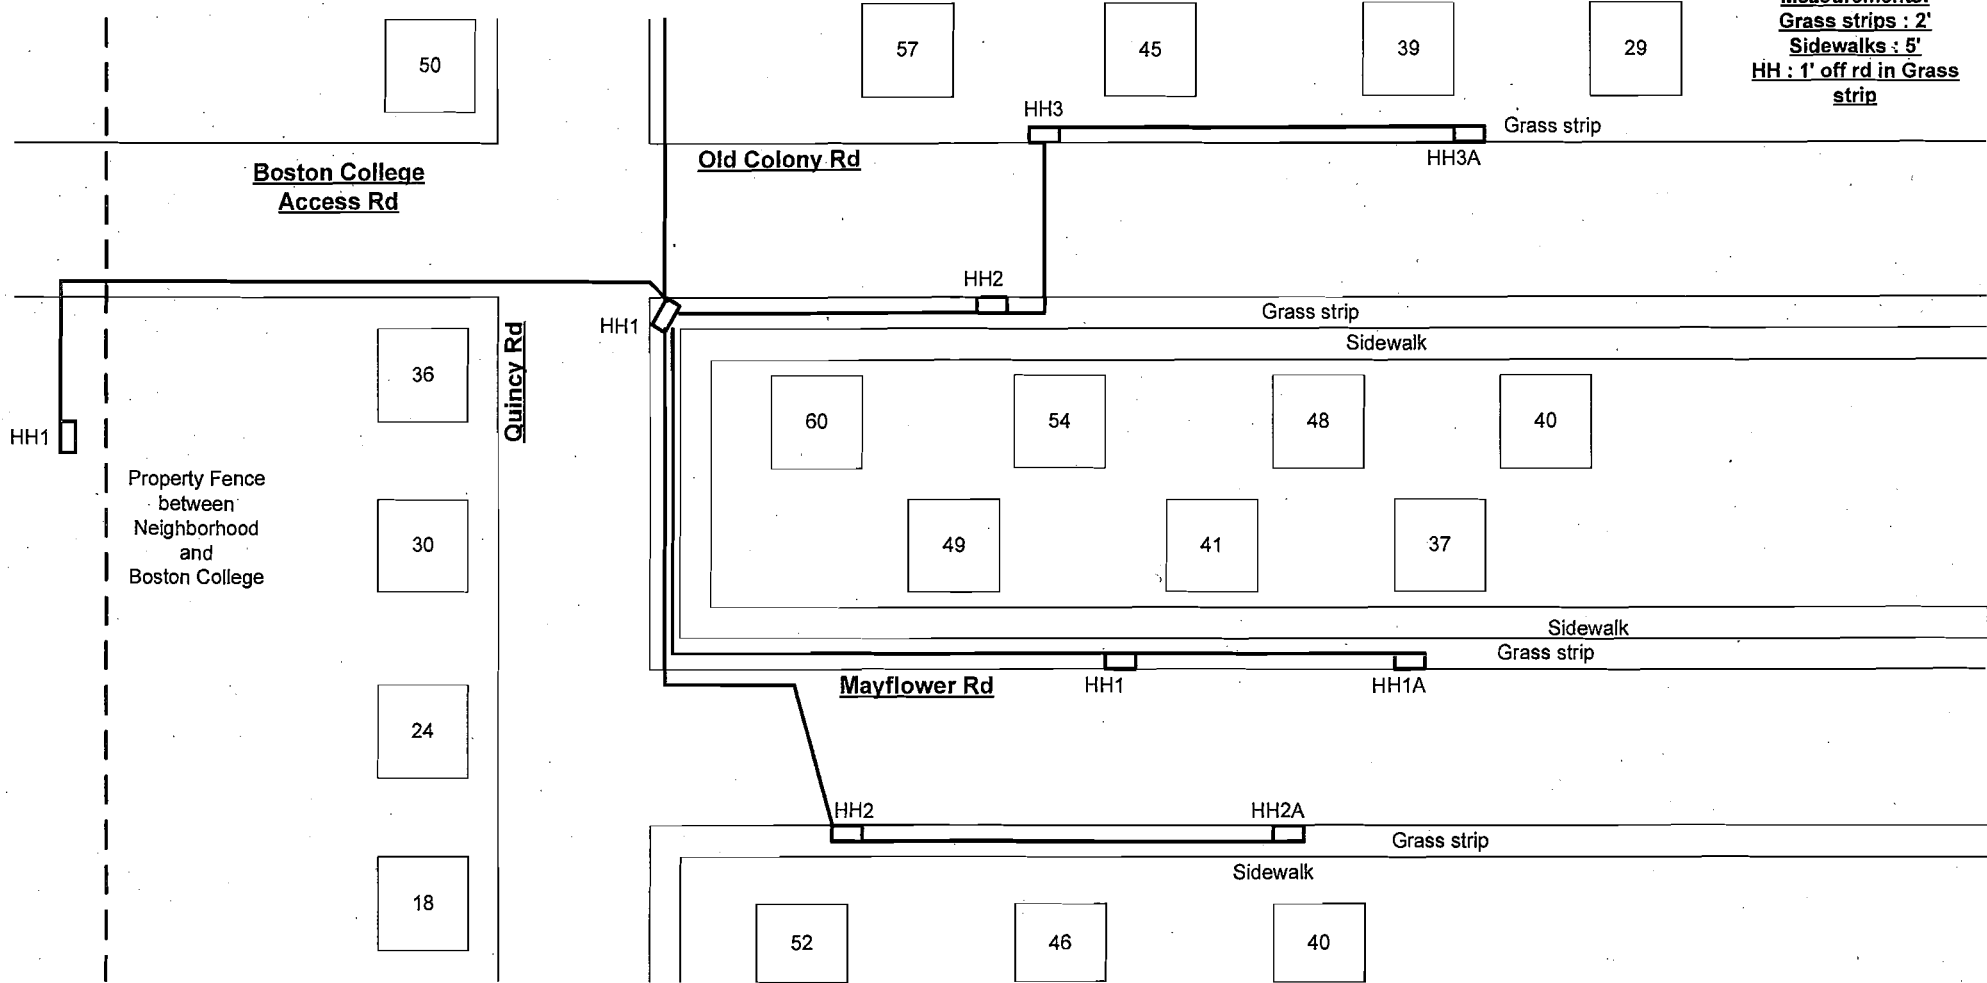 Measurements:
Grass strips : 2'
Sidewalks : 5'
HH : 1' off rd in Grass
strip
50
57
45
39
29
HH3
Grass strip
HH3A
Boston College
Access Rd
Old Colony Rd
HH2
Grass strip
HH1
Sidewalk
Quincy Rd
36
60
54
48
40
HH1
Property Fence
between
Neighborhood
and
Boston College
30
49
41
37
Sidewalk
Grass strip
Mayflower Rd
HH1
HH1A
24
HH2
HH2A
Grass strip
Sidewalk
18
52
46
40